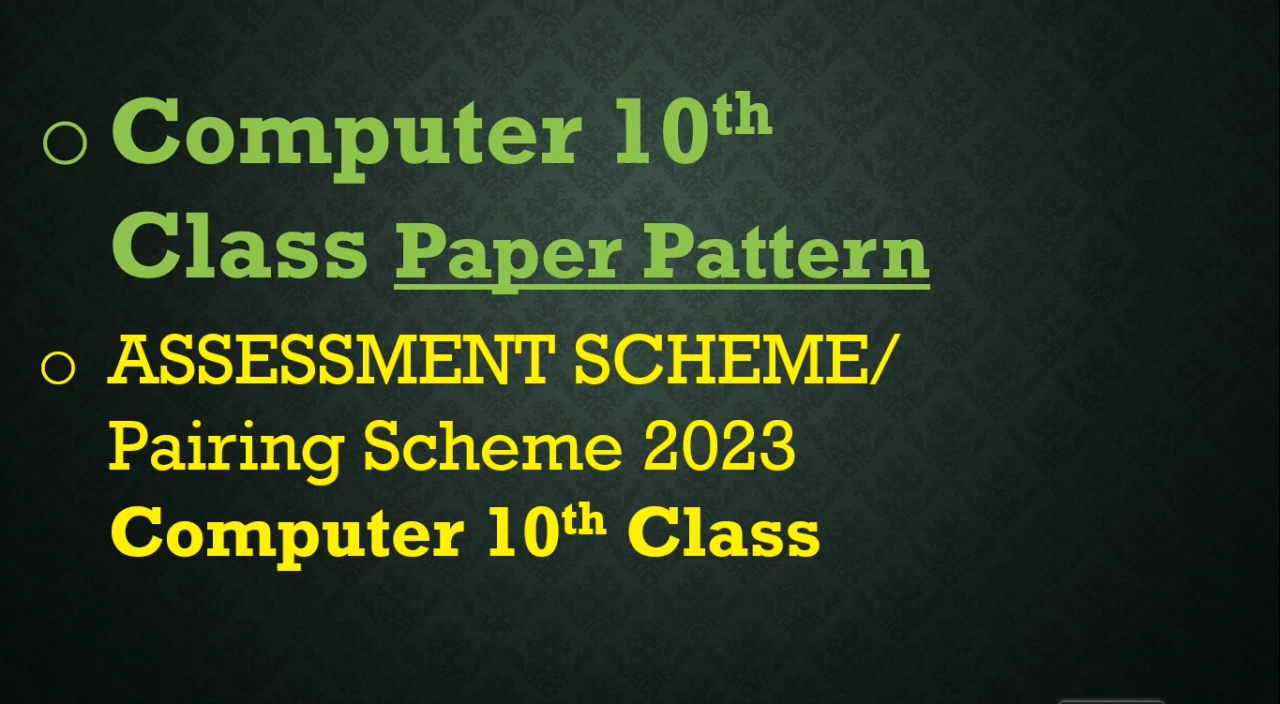 Computer 10th
Class Paper Pattern
ASSESSMENT SCHEME/
Pairing Scheme 2023
Computer 10th Class